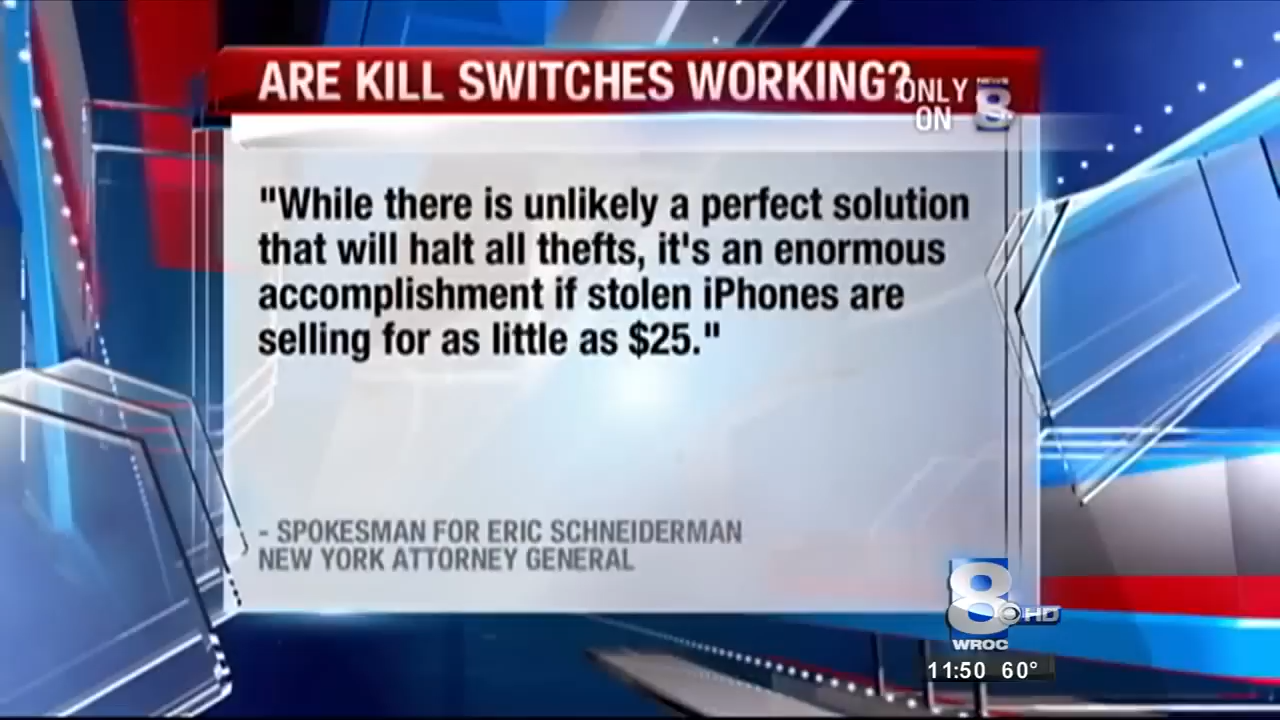 ARE KILL SWITCHES WORKING?
ONLY
ON
NEWS
8
"While there is unlikely a perfect solution
that will halt all thefts, it's an enormous
accomplishment if stolen iPhones are
selling for as little as $25."
- SPOKESMAN FOR ERIC SCHNEIDERMAN
NEW YORK ATTORNEY GENERAL
8 HD
WROC
11:50 60°